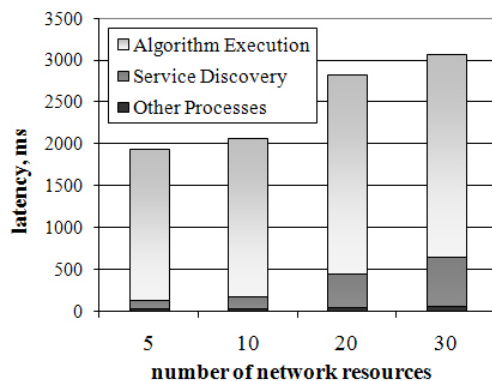 3500
3000
2500
2000
1500
1000
500
0
latency, ms
Algorithm Execution
Service Discovery
Other Processes
5 10 20 30
number of network resources